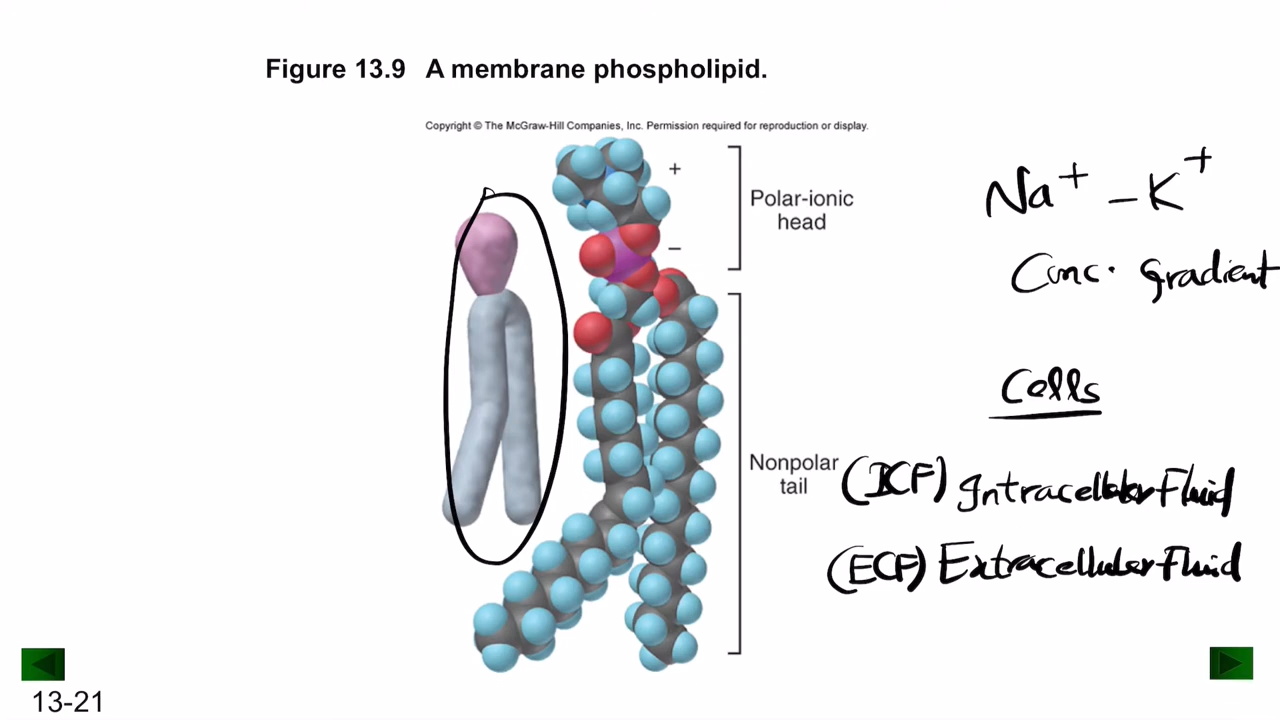 Figure 13.9 A membrane phospholipid.
Copyright © The McGraw-Hill Companies, Inc. Permission required for reproduction or display.
+
Polar-ionic
head
−
Nonpolar
tail
Na+ – K+
Conc. gradient
Cells
(ICF) Intracellular Fluid
(ECF) Extracellular Fluid
13-21